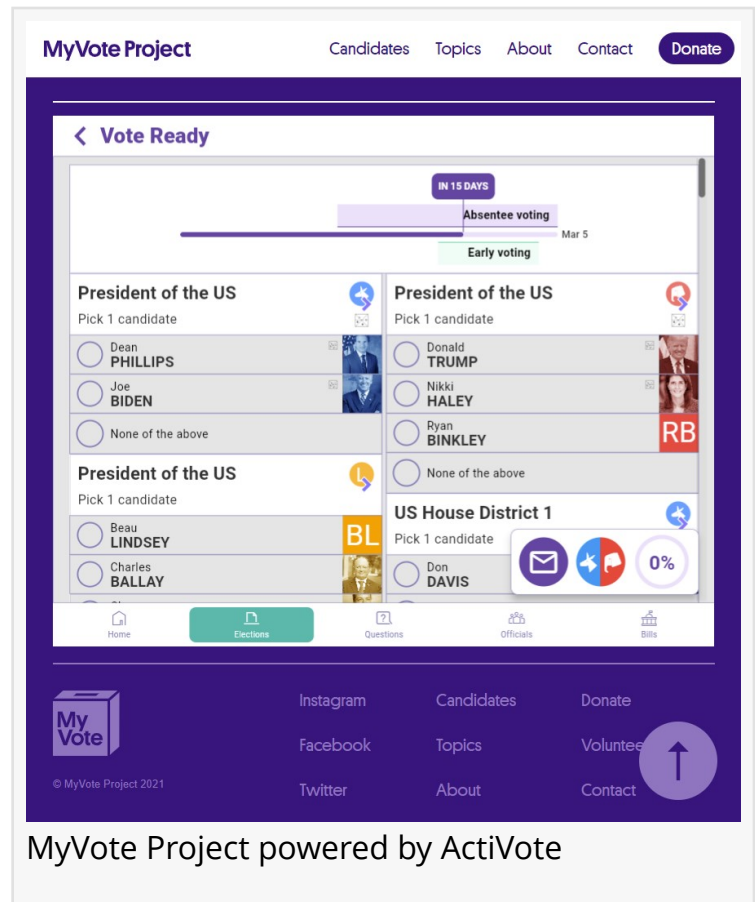 MyVote Project
Candidates Topics About Contact Donate
Vote Ready
IN 15 DAYS
Absentee voting
Mar 5
Early voting
President of the US
Pick 1 candidate
Dean
PHILLIPS
Joe
BIDEN
None of the above
President of the US
Pick 1 candidate
L
Beau
LINDSEY
BL
Charles
BALLAY
President of the US
Pick 1 candidate
Donald
TRUMP
Nikki
HALEY
Ryan
BINKLEY
RB
None of the above
US House District 1
Pick 1 candidate
Don
DAVIS
0%
Home Elections Questions Officials Bills
My
Vote
© MyVote Project 2021
Instagram Candidates Donate
Facebook Topics Voluntee
Twitter About Contact
MyVote Project powered by ActiVote